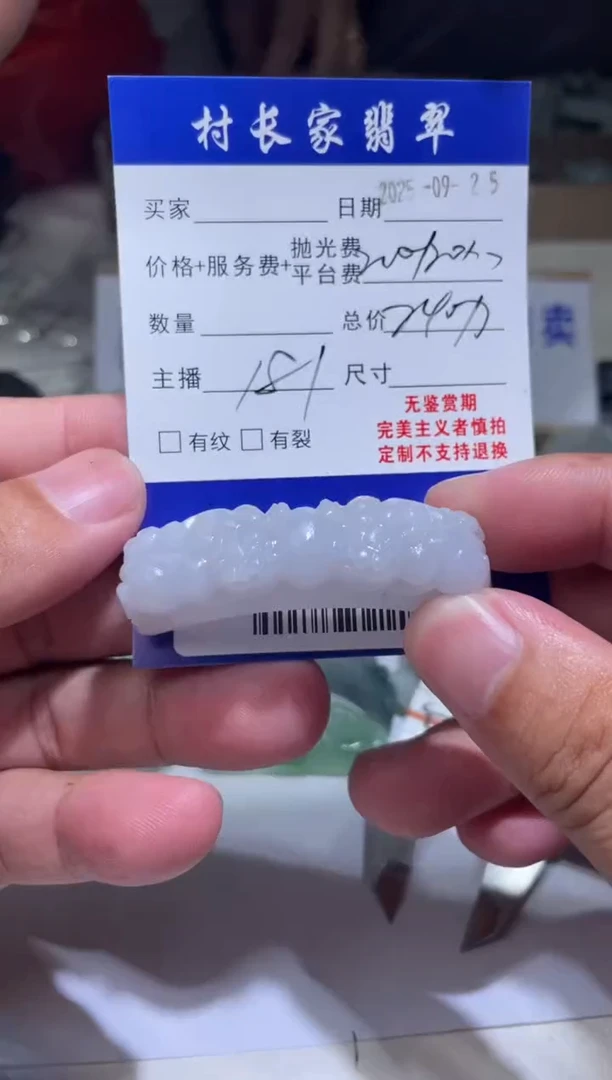 村长家翡翠
买家 日期 2025-09-25
价格+服务费+抛光费
平台费
数量 总价
主播 181 尺寸
无鉴赏期
□有纹 □有裂 完美主义者慎拍
定制不支持退换
卖